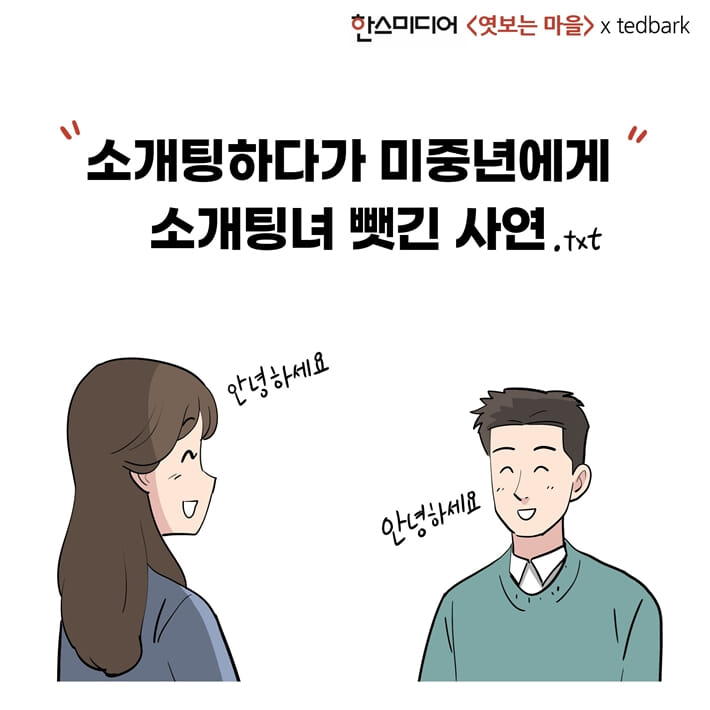 한스미디어 <엿보는 마을> x tedbark
"소개팅하다가 미중년에게"
소개팅녀 뺏긴 사연.txt
안녕하세요
안녕하세요